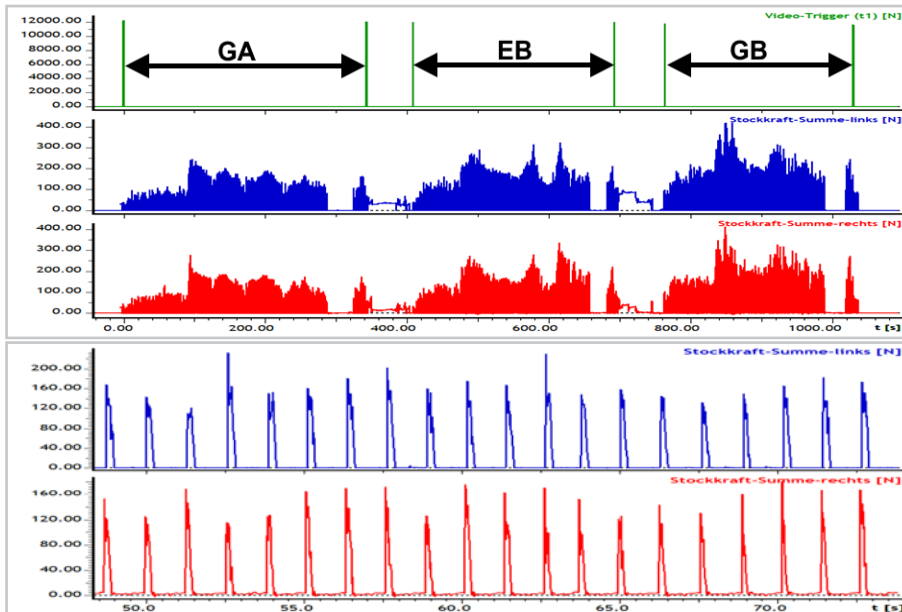 Video-Trigger (t1) [N]
12000.00
10000.00
8000.00
6000.00
4000.00
2000.00
0.00
GA
EB
GB
Stockkraft-Summe-links [N]
400.00
300.00
200.00
100.00
0.00
Stockkraft-Summe-rechts [N]
400.00
300.00
200.00
100.00
0.00
0.00 200.00 400.00 600.00 800.00 1000.00 t [s]
Stockkraft-Summe-links [N]
200.00
160.00
120.00
80.00
40.00
0.00
Stockkraft-Summe-rechts [N]
160.00
120.00
80.00
40.00
0.00
50.0 55.0 60.0 65.0 70.0 t [s]